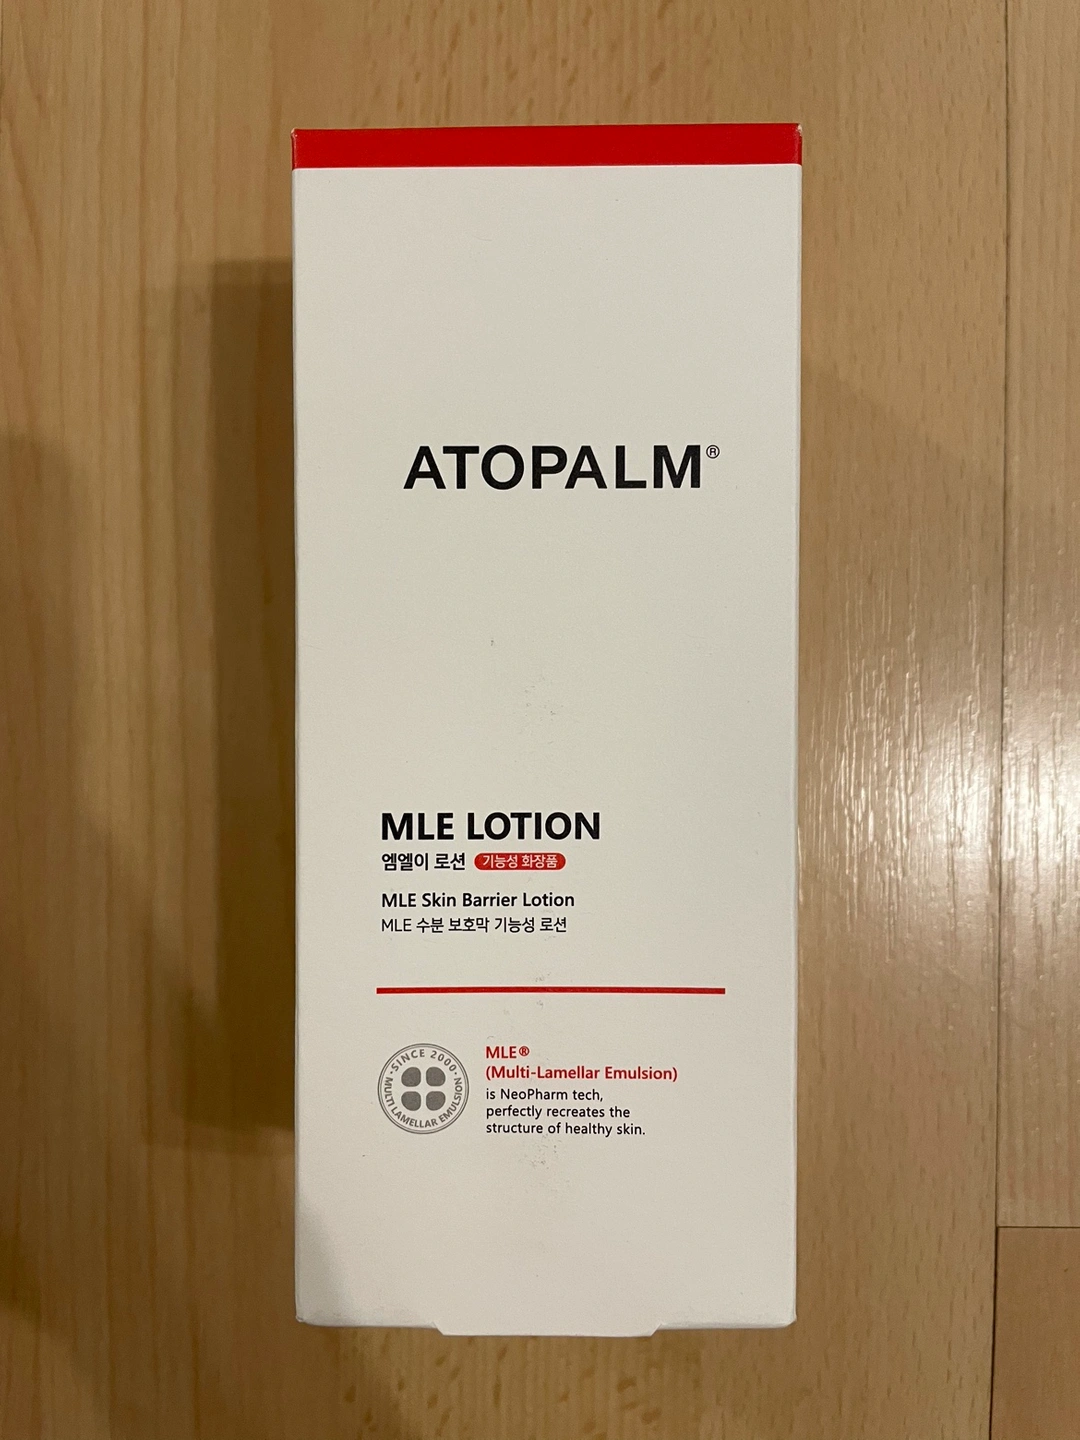 ATOPALM®
MLE LOTION
엠엘이 로션 기능성 화장품
MLE Skin Barrier Lotion
MLE 수분 보호막 기능성 로션
·SINCE 2000·
MULTI LAMELLAR EMULSION
MLE®
(Multi-Lamellar Emulsion)
is NeoPharm tech,
perfectly recreates the
structure of healthy skin.